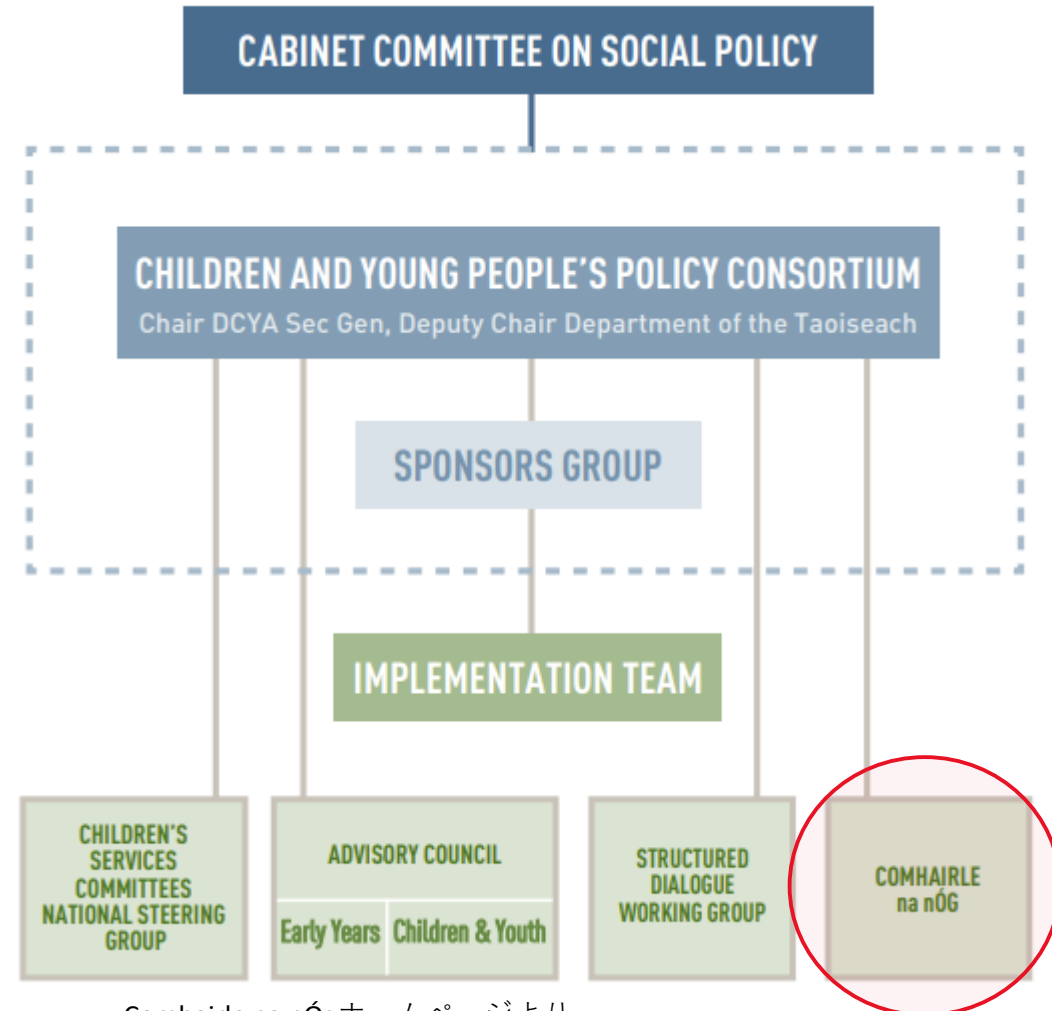 CABINET COMMITTEE ON SOCIAL POLICY
CHILDREN AND YOUNG PEOPLE'S POLICY CONSORTIUM
Chair DCYA Sec Gen, Deputy Chair Department of the Taoiseach
SPONSORS GROUP
IMPLEMENTATION TEAM
CHILDREN'S
SERVICES
COMMITTEES
NATIONAL STEERING
GROUP
ADVISORY COUNCIL
Early Years
Children & Youth
STRUCTURED
DIALOGUE
WORKING GROUP
COMHAIRLE
na nÓG